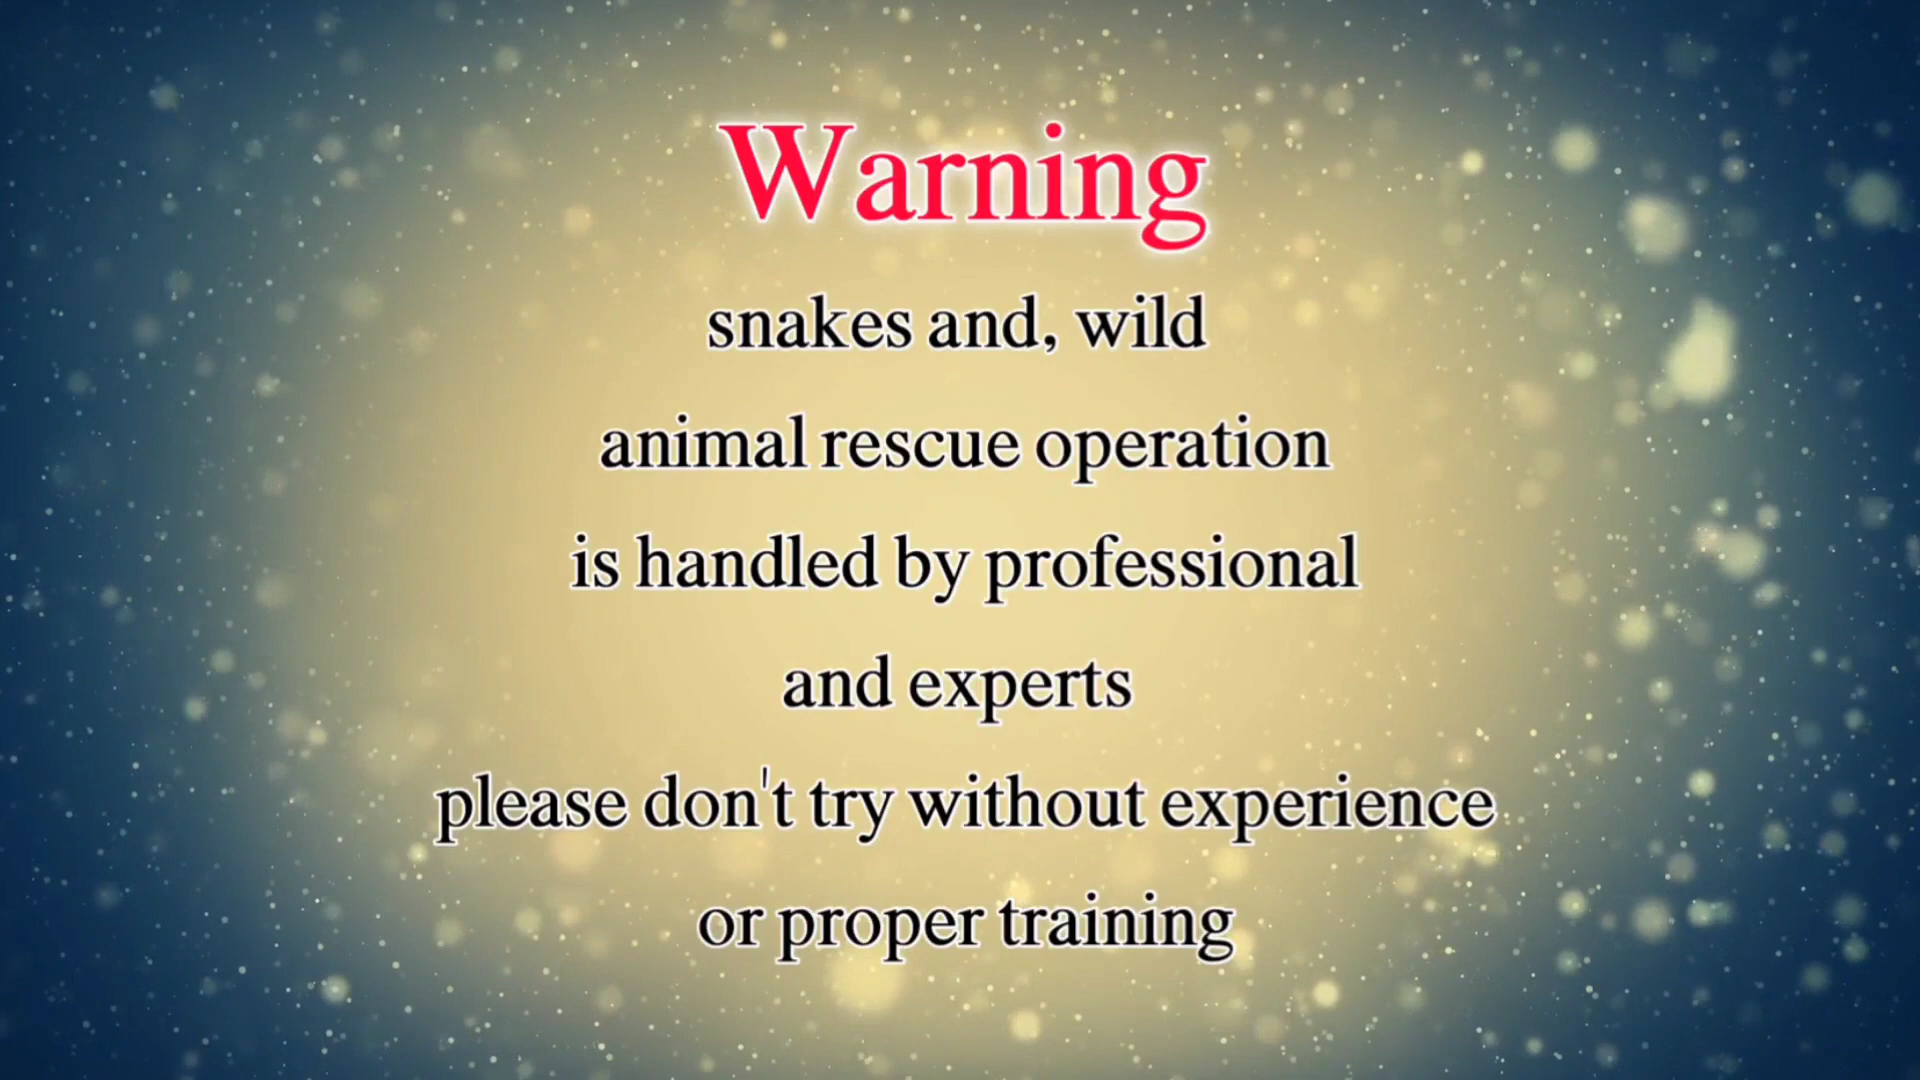 Warning
snakes and, wild
animal rescue operation
is handled by professional
and experts
please don't try without experience
or proper training